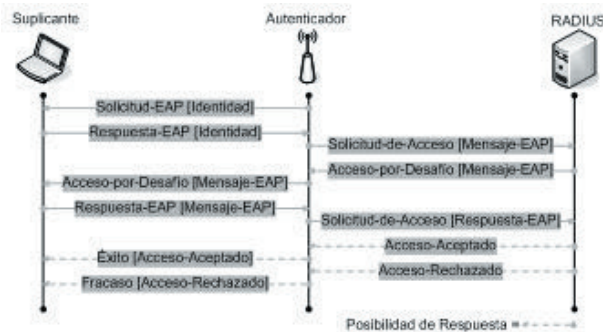 Suplicante
Autenticador
RADIUS
Solicitud-EAP [Identidad]
Respuesta-EAP [Identidad]
Solicitud-de-Acceso [Mensaje-EAP]
Acceso-por-Desafío [Mensaje-EAP]
Acceso-por-Desafío [Mensaje-EAP]
Respuesta-EAP [Mensaje-EAP]
Solicitud-de-Acceso [Respuesta-EAP]
Acceso-Aceptado
Éxito [Acceso-Aceptado]
Acceso-Rechazado
Fracaso [Acceso-Rechazado]
Posibilidad de Respuesta